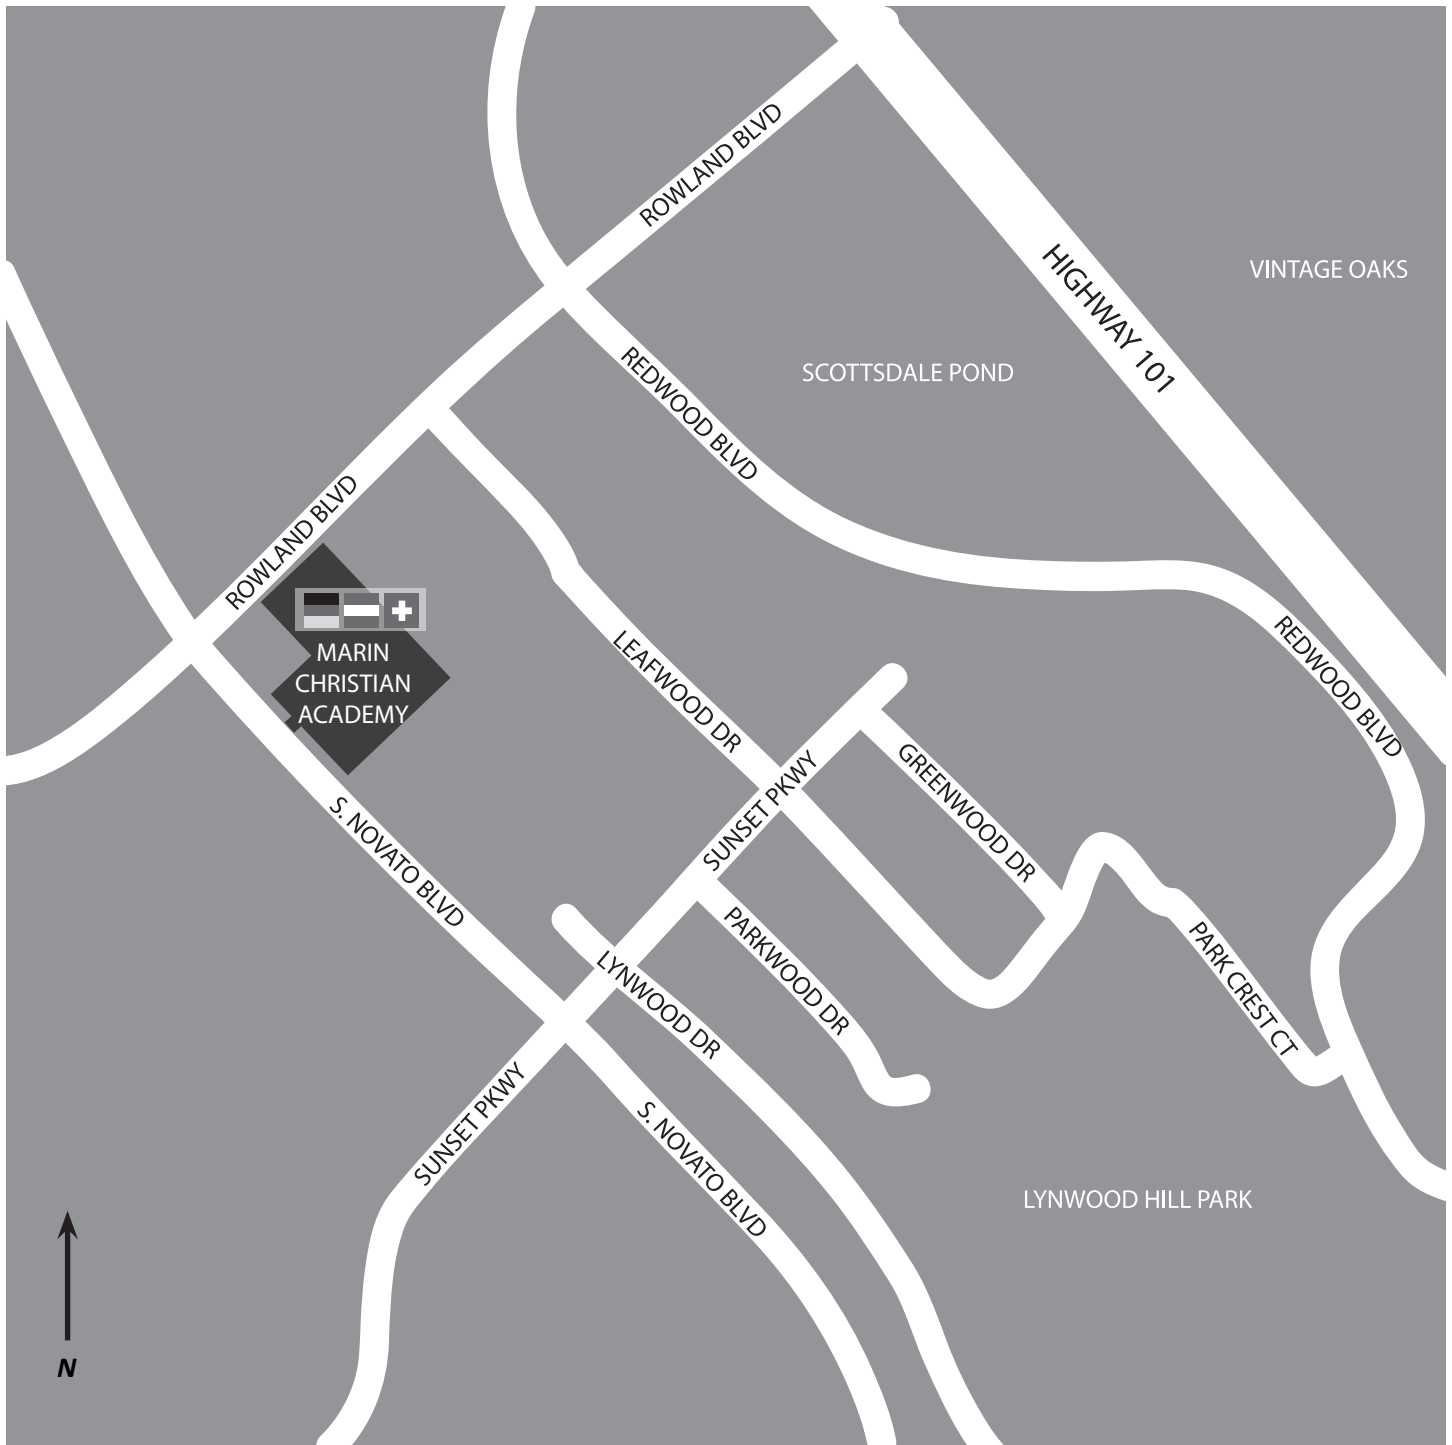 ROWLAND BLVD
HIGHWAY 101
VINTAGE OAKS
SCOTTSDALE POND
REDWOOD BLVD
ROWLAND BLVD
MARIN
CHRISTIAN
ACADEMY
LEAFWOOD DR
REDWOOD BLVD
SUNSET PKWY
GREENWOOD DR
S. NOVATO BLVD
PARKWOOD DR
PARK CREST CT
LYNWOOD DR
SUNSET PKWY
S. NOVATO BLVD
LYNWOOD HILL PARK
N